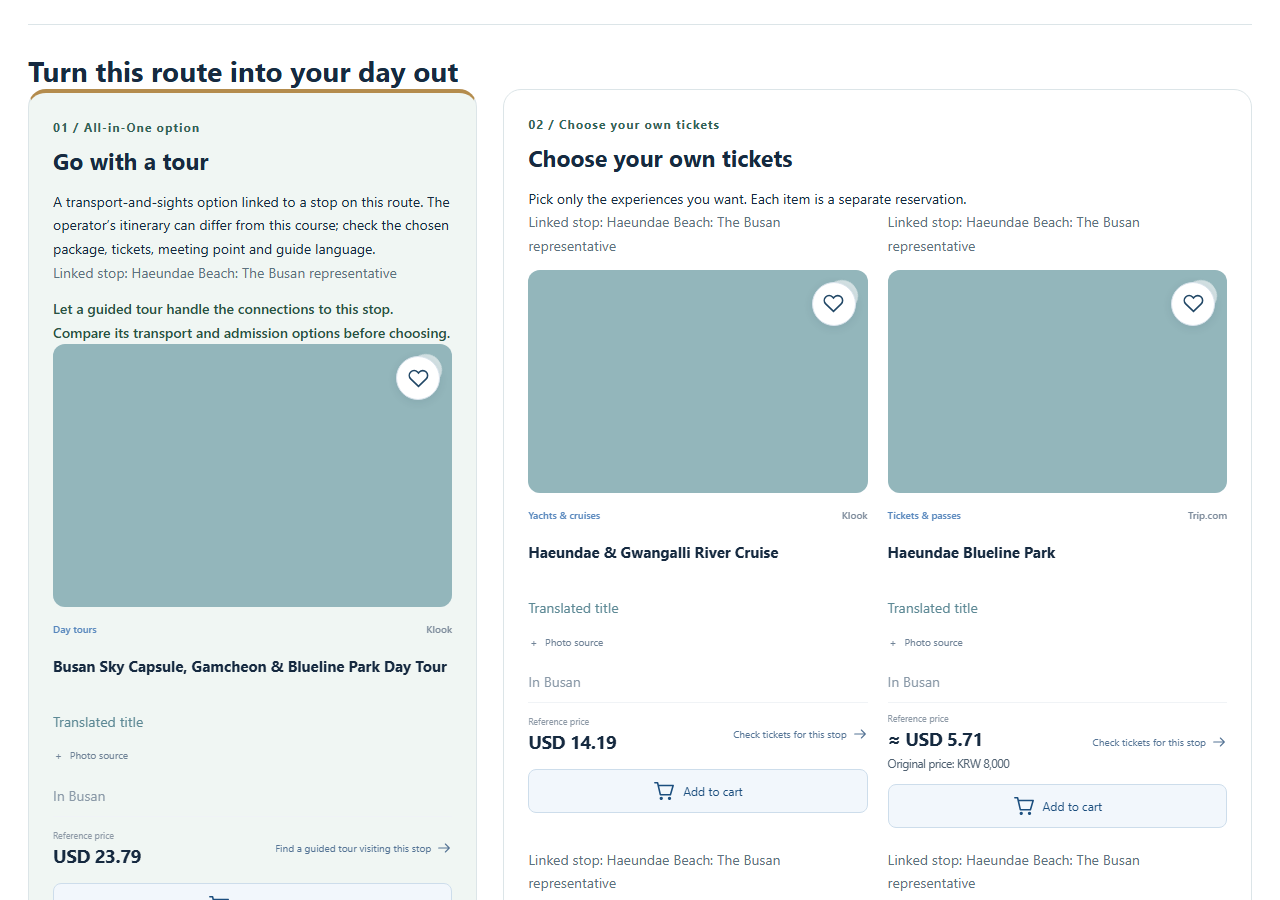 Turn this route into your day out
01 / All-in-One option
Go with a tour
A transport-and-sights option linked to a stop on this route. The
operator's itinerary can differ from this course; check the chosen
package, tickets, meeting point and guide language.
Linked stop: Haeundae Beach: The Busan representative
Let a guided tour handle the connections to this stop.
Compare its transport and admission options before choosing.
Day tours
Klook
Busan Sky Capsule, Gamcheon & Blueline Park Day Tour
Translated title
+ Photo source
In Busan
Reference price
USD 23.79
Find a guided tour visiting this stop →
02 / Choose your own tickets
Choose your own tickets
Pick only the experiences you want. Each item is a separate reservation.
Linked stop: Haeundae Beach: The Busan
representative
Yachts & cruises
Klook
Haeundae & Gwangalli River Cruise
Translated title
+ Photo source
In Busan
Reference price
USD 14.19
Check tickets for this stop →
Add to cart
Linked stop: Haeundae Beach: The Busan
representative
Linked stop: Haeundae Beach: The Busan
representative
Tickets & passes
Trip.com
Haeundae Blueline Park
Translated title
+ Photo source
In Busan
Reference price
≈ USD 5.71
Original price: KRW 8,000
Check tickets for this stop →
Add to cart
Linked stop: Haeundae Beach: The Busan
representative